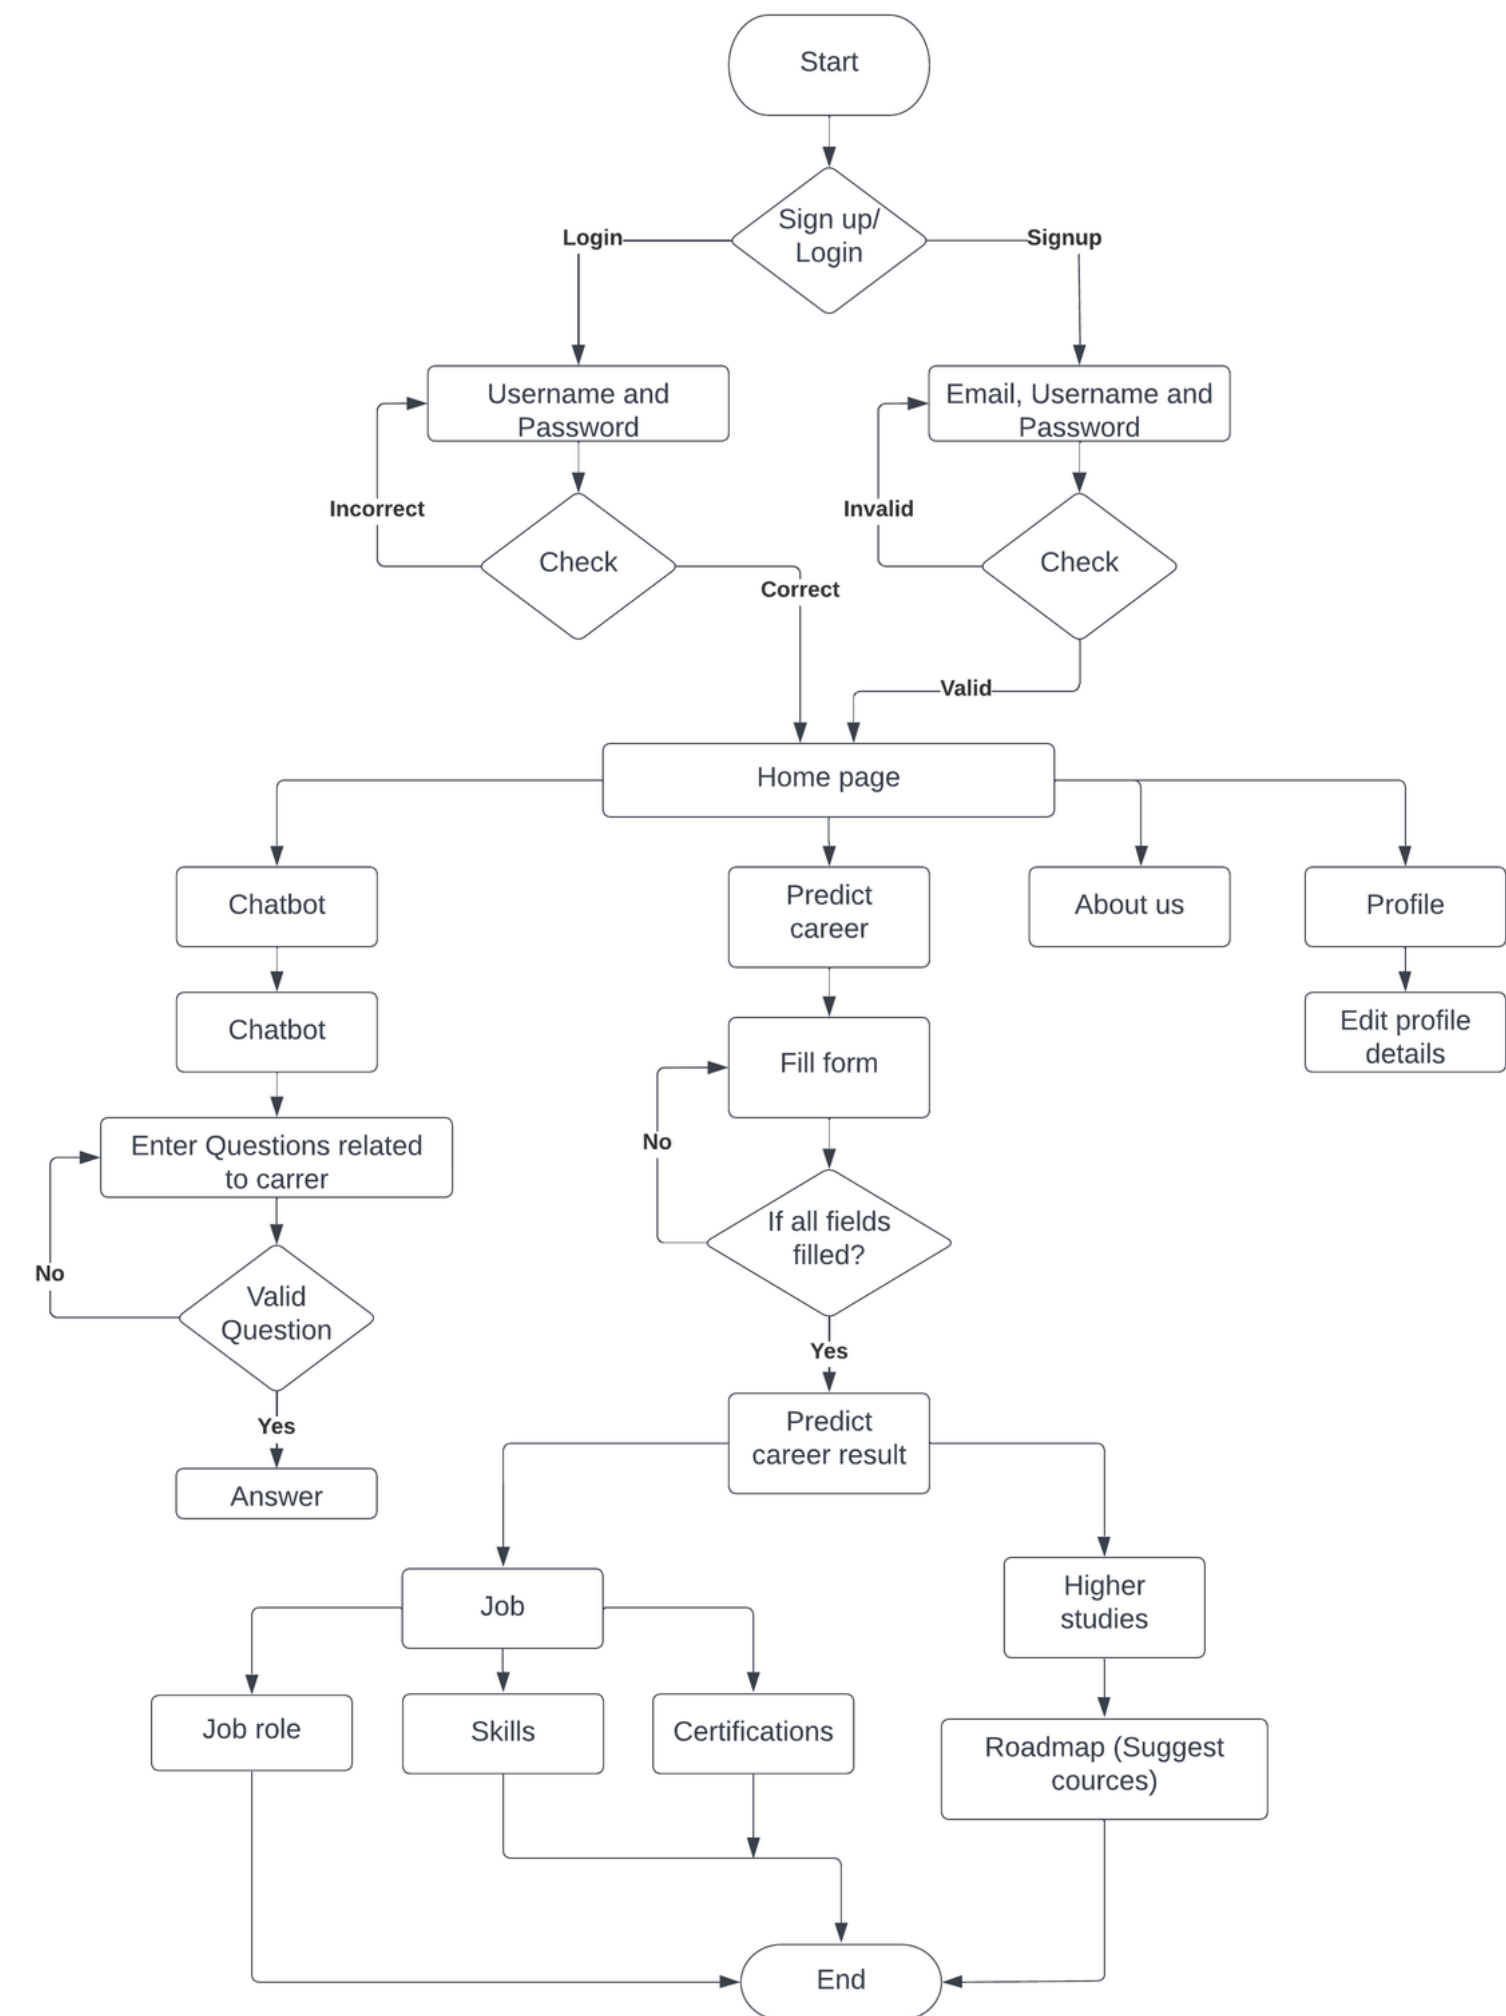 Start
Sign up/
Login
Login
Signup
Username and
Password
Email, Username and
Password
Incorrect
Invalid
Check
Check
Correct
Valid
Home page
Chatbot
Predict
career
About us
Profile
Chatbot
Fill form
Edit profile
details
Enter Questions related
to carrer
No
If all fields
filled?
No
Valid
Question
Yes
Yes
Predict
career result
Answer
Job
Higher
studies
Job role
Skills
Certifications
Roadmap (Suggest
cources)
End